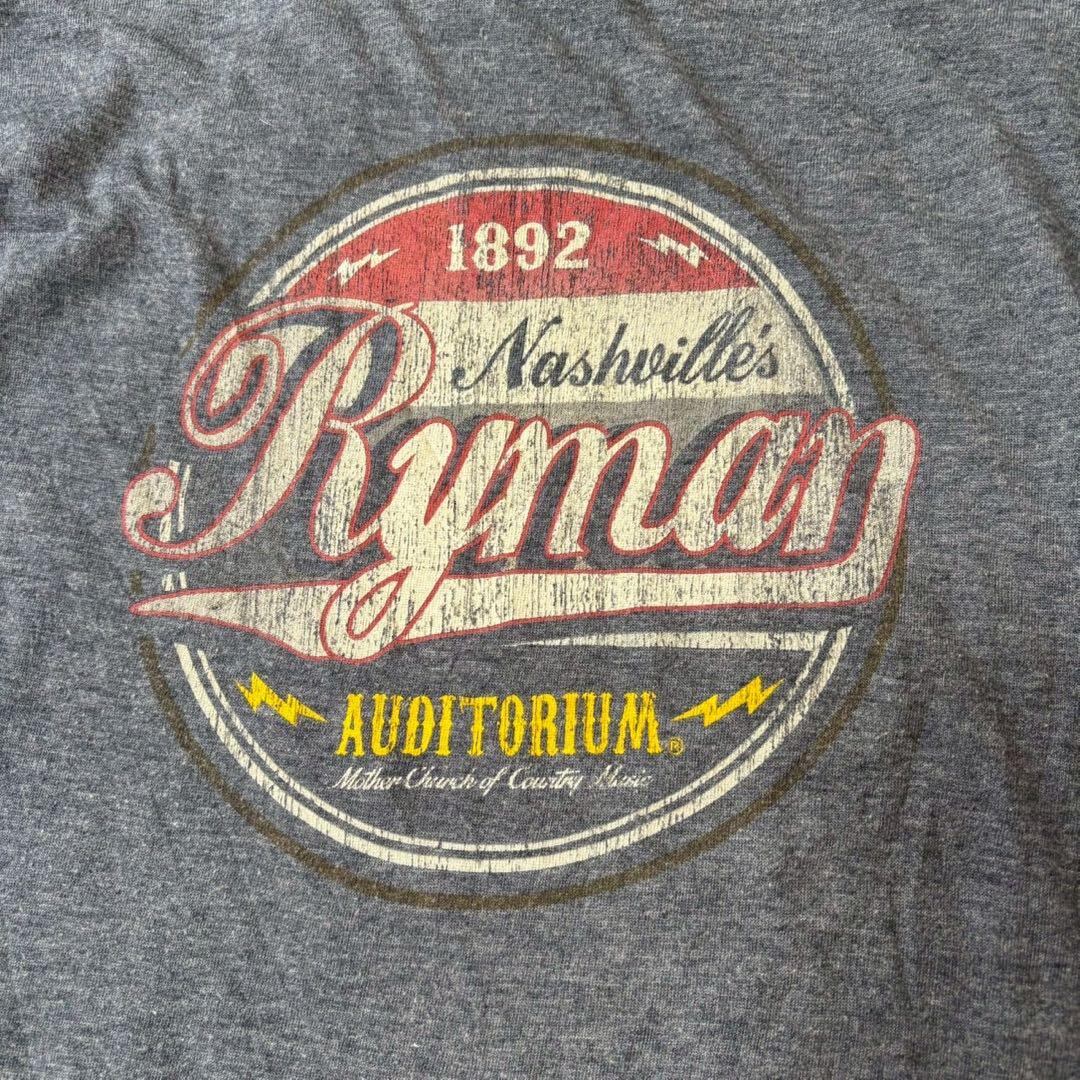 1892
Nashville's
Ryman
AUDITORIUM®
Mother Church of Country Music